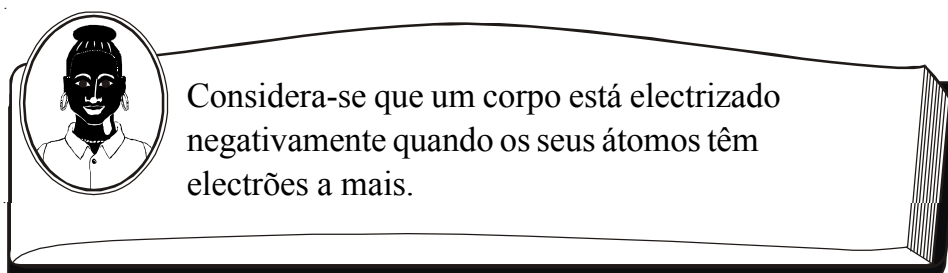 Considera-se que um corpo está electrizado
negativamente quando os seus átomos têm
electrões a mais.